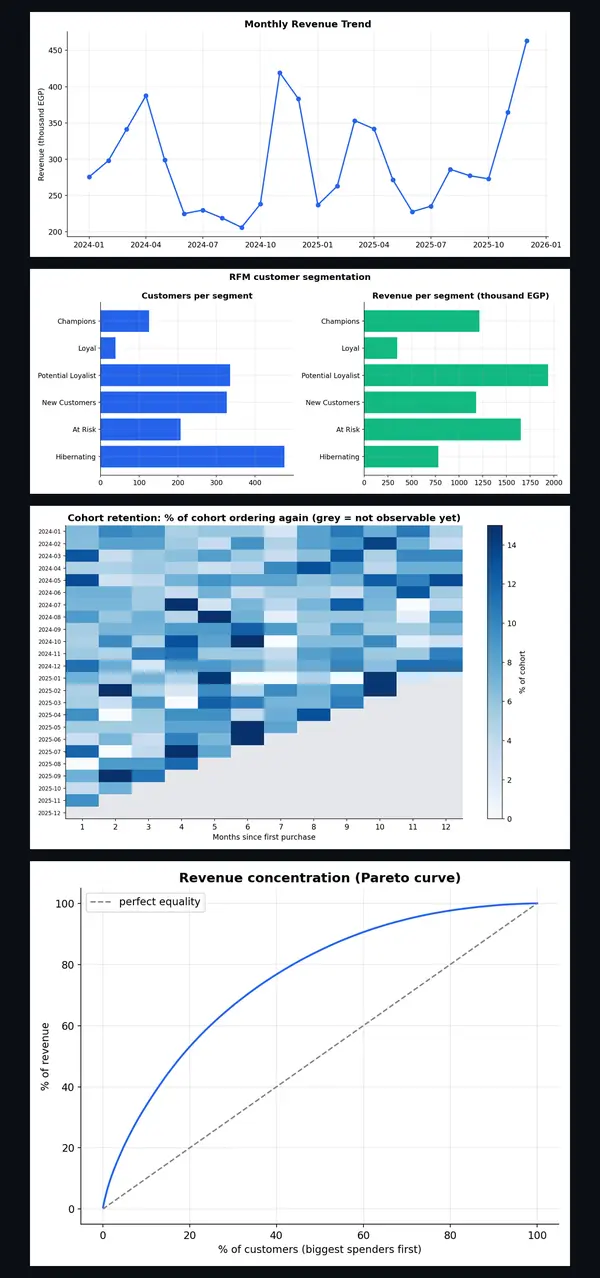 Monthly Revenue Trend
Revenue (thousand EGP)
450
400
350
300
250
200
2024-01 2024-04 2024-07 2024-10 2025-01 2025-04 2025-07 2025-10 2026-01
RFM customer segmentation
Customers per segment
Champions
Loyal
Potential Loyalist
New Customers
At Risk
Hibernating
0 100 200 300 400
Revenue per segment (thousand EGP)
Champions
Loyal
Potential Loyalist
New Customers
At Risk
Hibernating
0 250 500 750 1000 1250 1500 1750 2000
Cohort retention: % of cohort ordering again (grey = not observable yet)
2024-01
2024-02
2024-03
2024-04
2024-05
2024-06
2024-07
2024-08
2024-09
2024-10
2024-11
2024-12
2025-01
2025-02
2025-03
2025-04
2025-05
2025-06
2025-07
2025-08
2025-09
2025-10
2025-11
2025-12
1 2 3 4 5 6 7 8 9 10 11 12
Months since first purchase
14
12
10
8
6
4
2
0
% of cohort
Revenue concentration (Pareto curve)
perfect equality
% of revenue
100
80
60
40
20
0
0 20 40 60 80 100
% of customers (biggest spenders first)